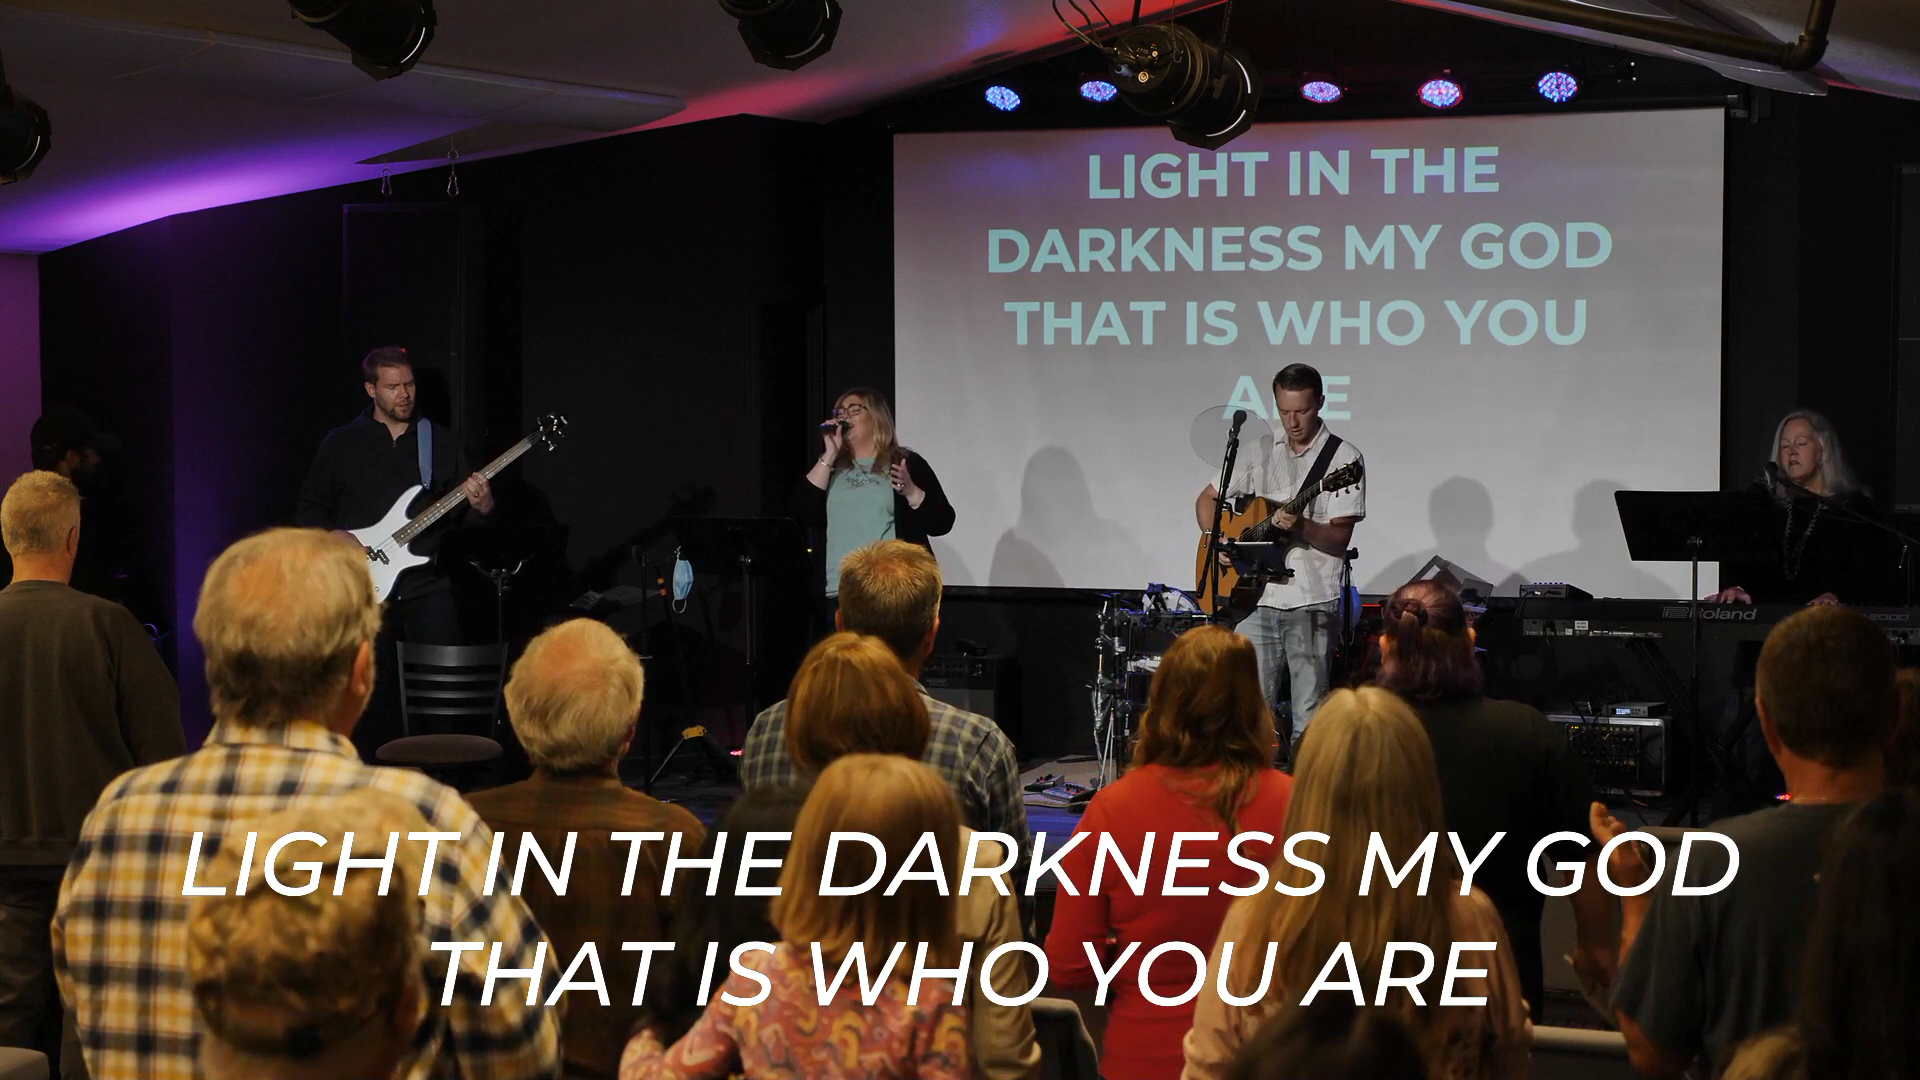 LIGHT IN THE
DARKNESS MY GOD
THAT IS WHO YOU
ARE
Roland
LIGHT IN THE DARKNESS MY GOD
THAT IS WHO YOU ARE